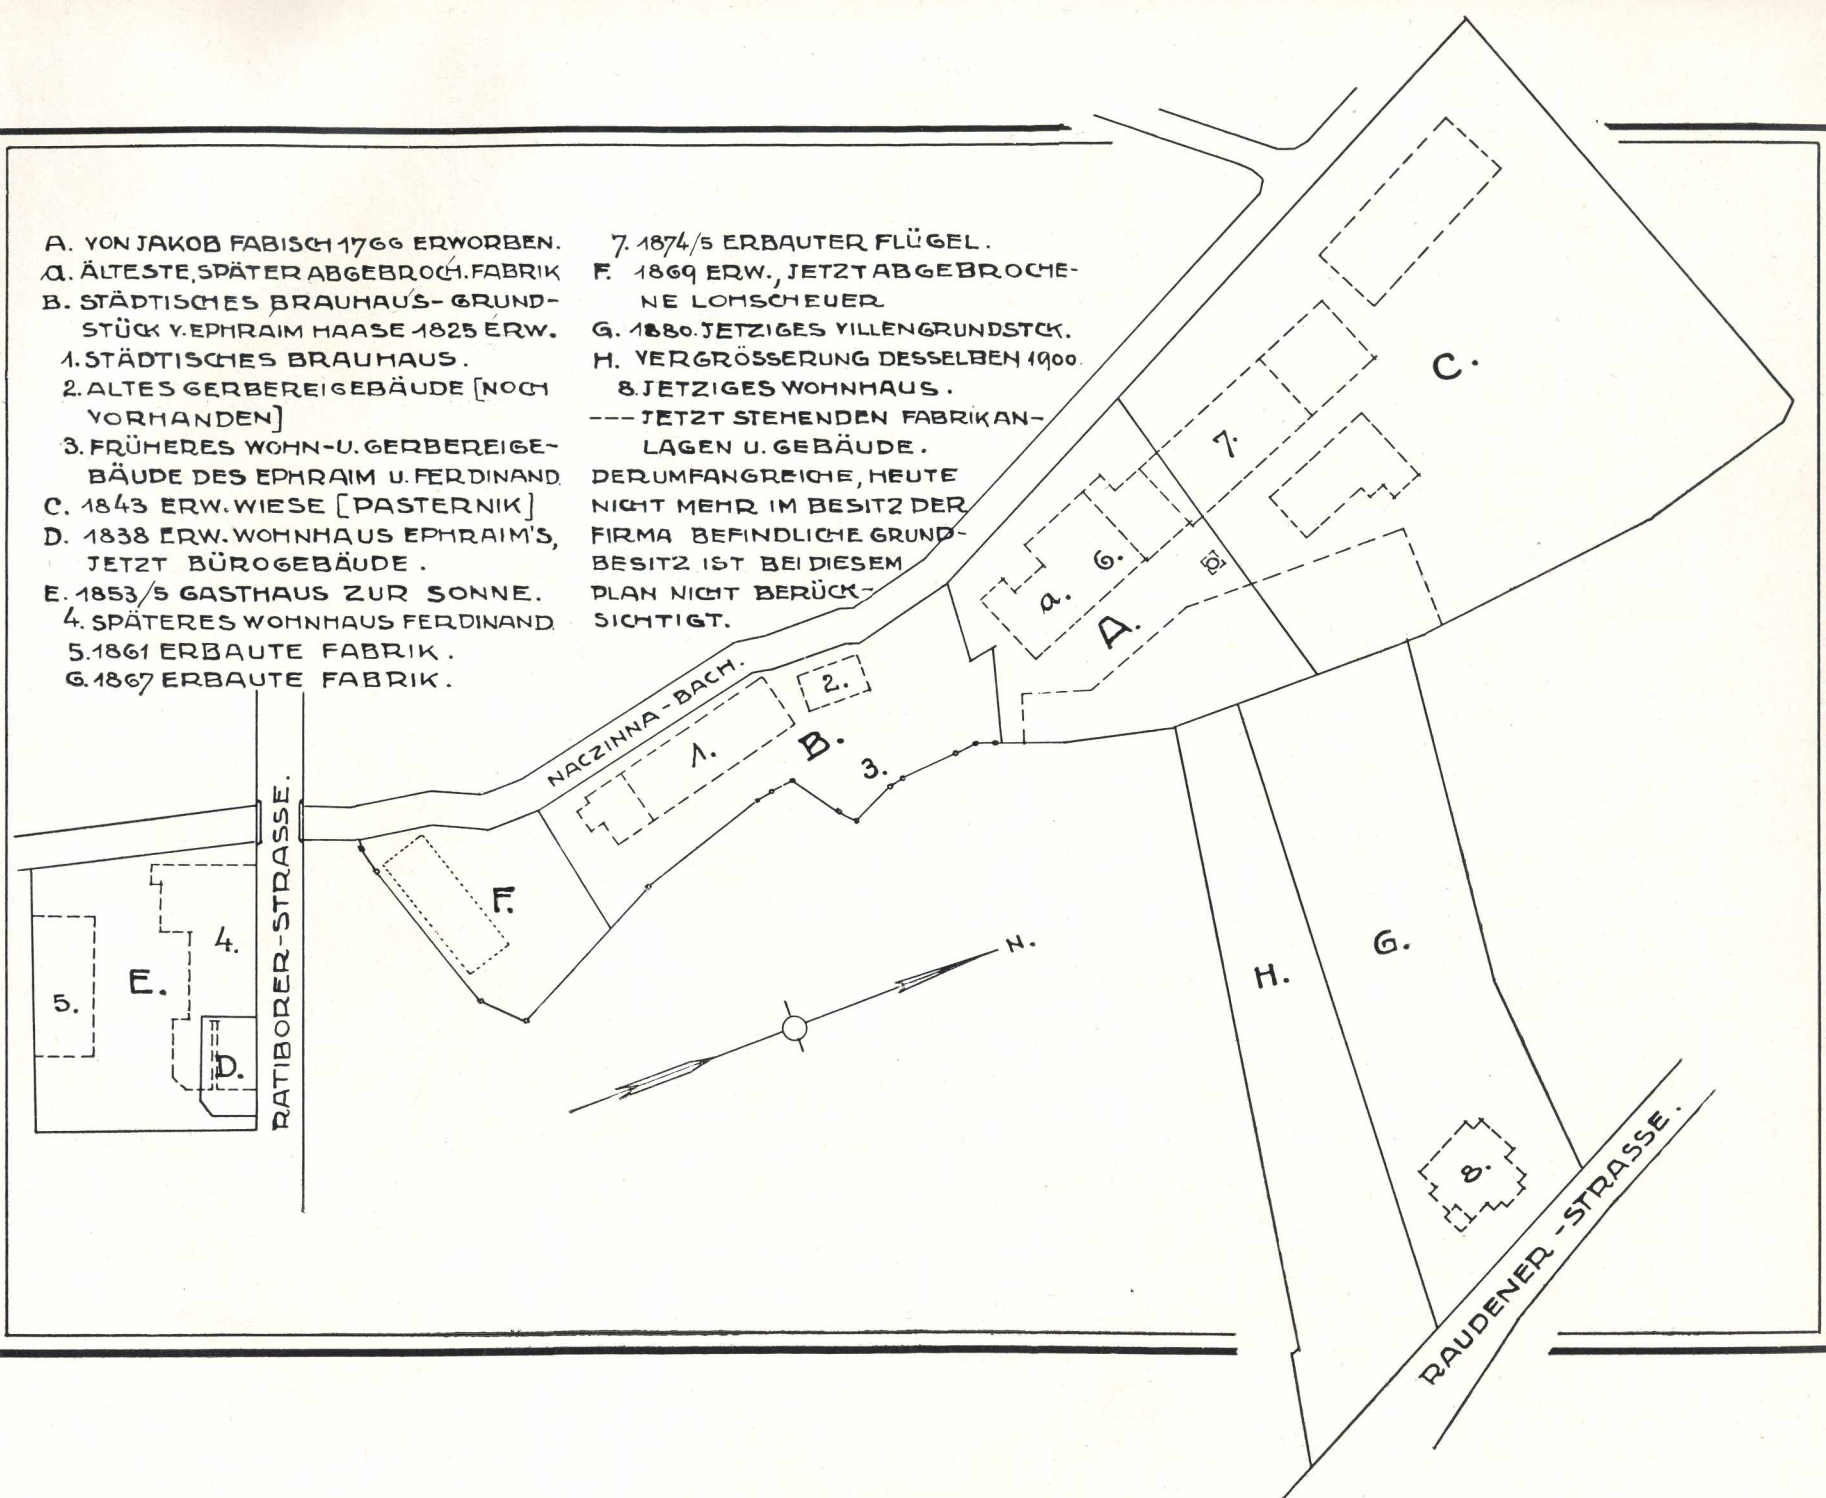 A. VON JAKOB FABISCH 1766 ERWORBEN.
a. ÄLTESTE, SPÄTER ABGEBROCH. FABRIK
B. STÄDTISCHES BRAUHAUS-GRUND-
STÜCK V. EPHRAIM HAASE 1825 ERW.
1. STÄDTISCHES BRAUHAUS.
2. ALTES GERBEREIGEBÄUDE [NOCH
VORHANDEN]
3. FRÜHERES WOHN-U. GERBEREIGE-
BÄUDE DES EPHRAIM U. FERDINAND
C. 1843 ERW. WIESE [PASTERNIK]
D. 1838 ERW. WOHNHAUS EPHRAIM'S,
JETZT BÜROGEBÄUDE.
E. 1853/5 GASTHAUS ZUR SONNE.
4. SPÄTERES WOHNHAUS FERDINAND
5. 1861 ERBAUTE FABRIK.
6. 1867 ERBAUTE FABRIK.
7. 1874/5 ERBAUTER FLÜGEL.
F. 1869 ERW., JETZT ABGEBROCHE-
NE LOHSCHEUER
G. 1880. JETZIGES VILLENGRUNDSTCK.
H. VERGRÖSSERUNG DESSELBEN 1900.
8. JETZIGES WOHNHAUS.
--- JETZT STEHENDEN FABRIKAN-
LAGEN U. GEBÄUDE.
DER UMFANGREICHE, HEUTE
NICHT MEHR IM BESITZ DER
FIRMA BEFINDLICHE GRUND-
BESITZ IST BEI DIESEM
PLAN NICHT BERÜCK-
SICHTIGT.
C.
7.
6.
a.
A.
NACZINNA-BACH.
2.
1.
B.
3.
F.
4.
E.
5.
D.
RATIBORER-STRASSE.
N.
H.
G.
8.
RAUDENER-STRASSE.